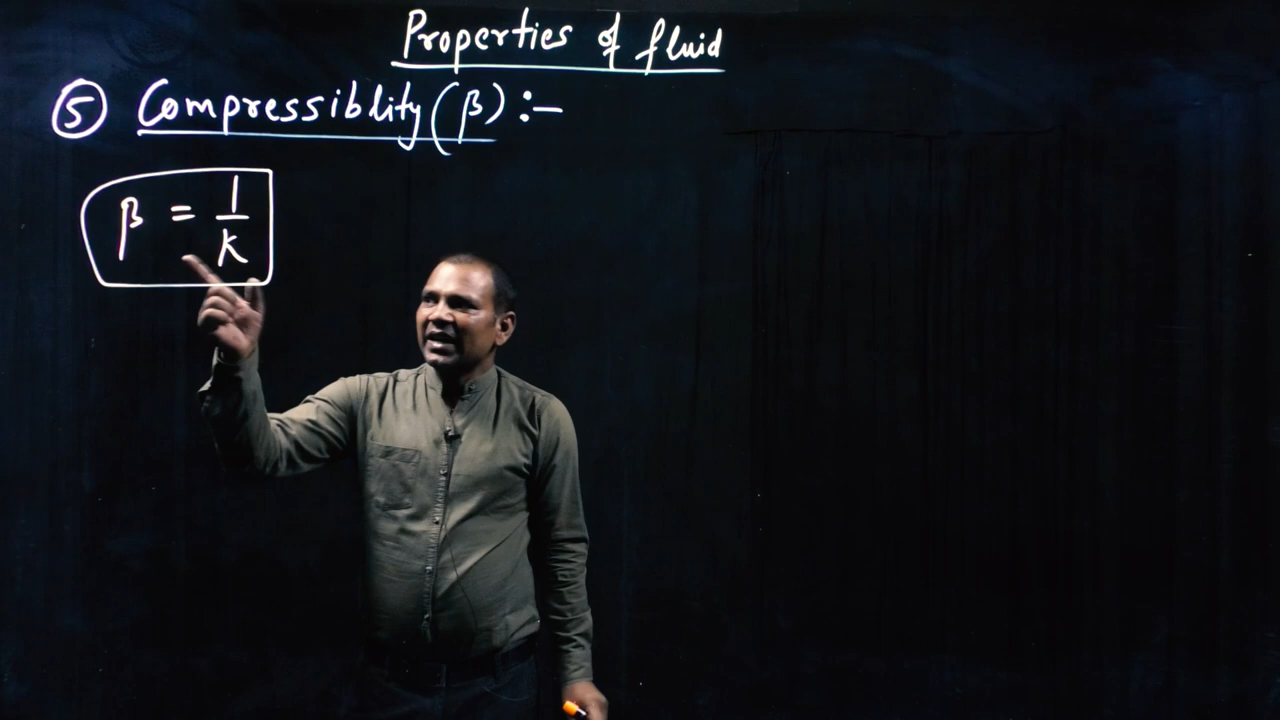 Properties of fluid
⑤ Compressiblity (β) :-
β = 1/K